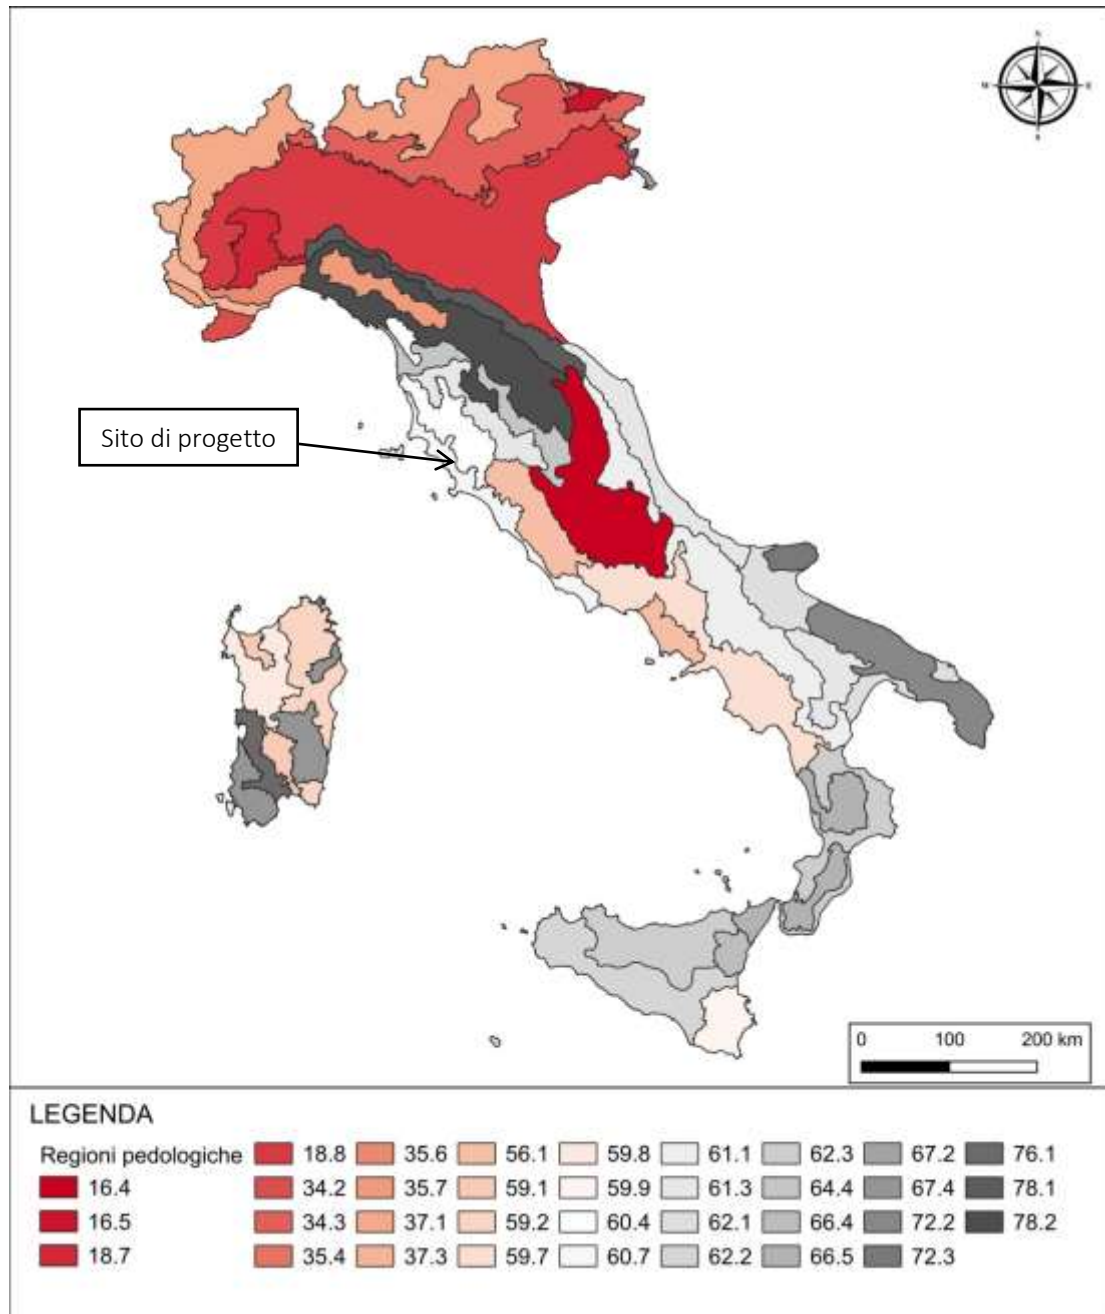 N
W
E
S
Sito di progetto
0 100 200 km
LEGENDA
Regioni pedologiche 18.8 35.6 56.1 59.8 61.1 62.3 67.2 76.1
16.4 34.2 35.7 59.1 59.9 61.3 64.4 67.4 78.1
16.5 34.3 37.1 59.2 60.4 62.1 66.4 72.2 78.2
18.7 35.4 37.3 59.7 60.7 62.2 66.5 72.3